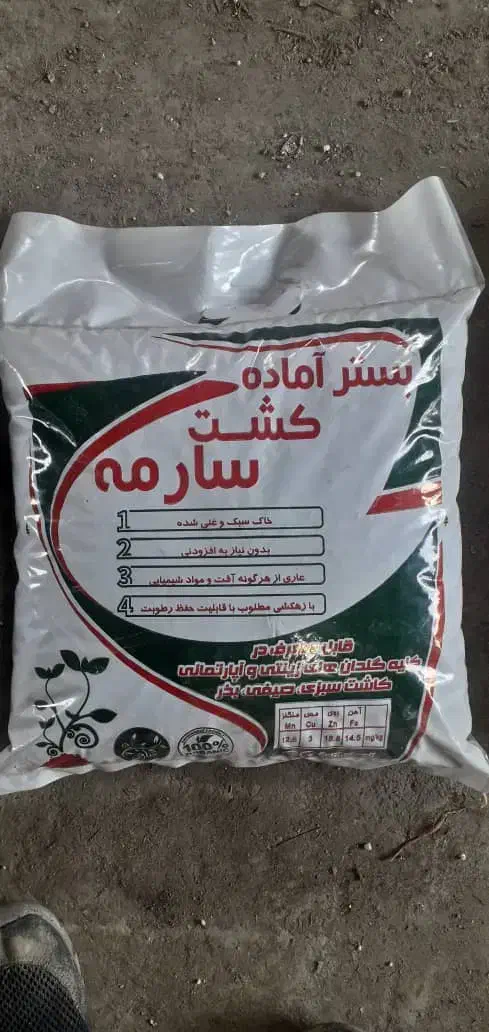 بستر آماده
کشت
سارمه
1 خاک سبک و غنی شده
2 بدون نیاز به افزودنی
3 عاری از هرگونه آفت و مواد شیمیایی
4 با زهکشی مطلوب با قابلیت حفظ رطوبت
قابل مصرف در
کلیه گلدان های زینتی و آپارتمانی
کاشت سبزی، صیفی، بذر
آهن روی مس منگنز
Fe Zn Cu Mn
mg/kg 14.5 18.8 3 12.8
100%